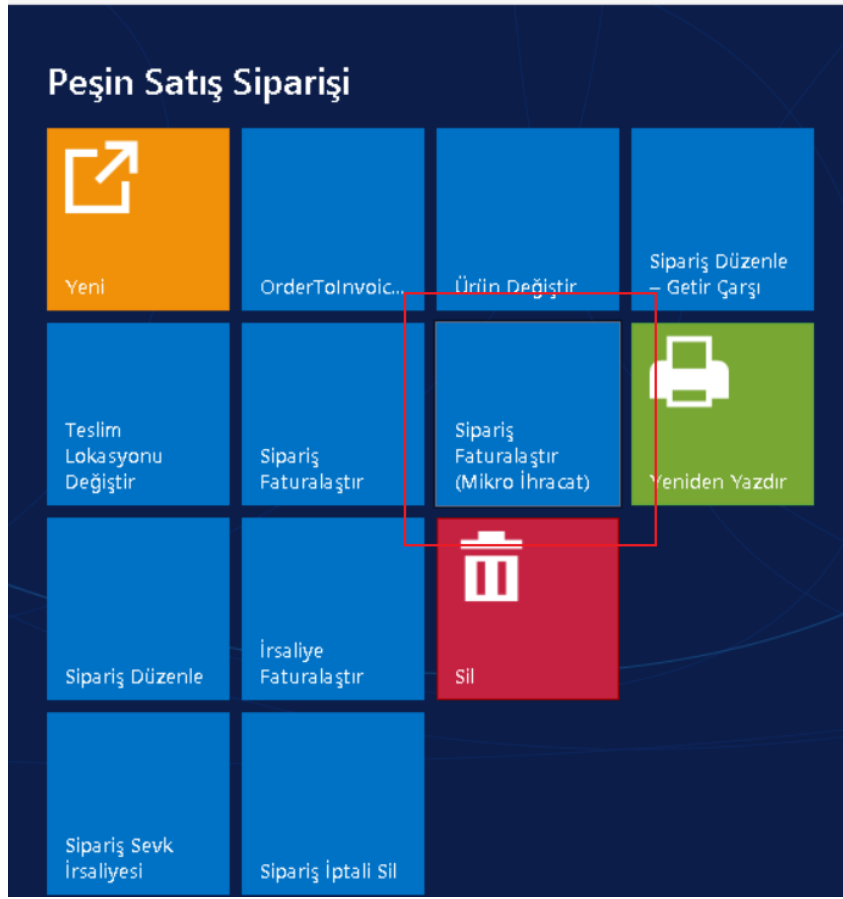 Peşin Satış Siparişi
Yeni
OrderToInvoic...
Ürün Değiştir
Sipariş Düzenle
– Getir Çarşı
Teslim
Lokasyonu
Değiştir
Sipariş
Faturalaştır
Sipariş
Faturalaştır
(Mikro İhracat)
Yeniden Yazdır
Sipariş Düzenle
İrsaliye
Faturalaştır
Sil
Sipariş Sevk
İrsaliyesi
Sipariş İptali Sil